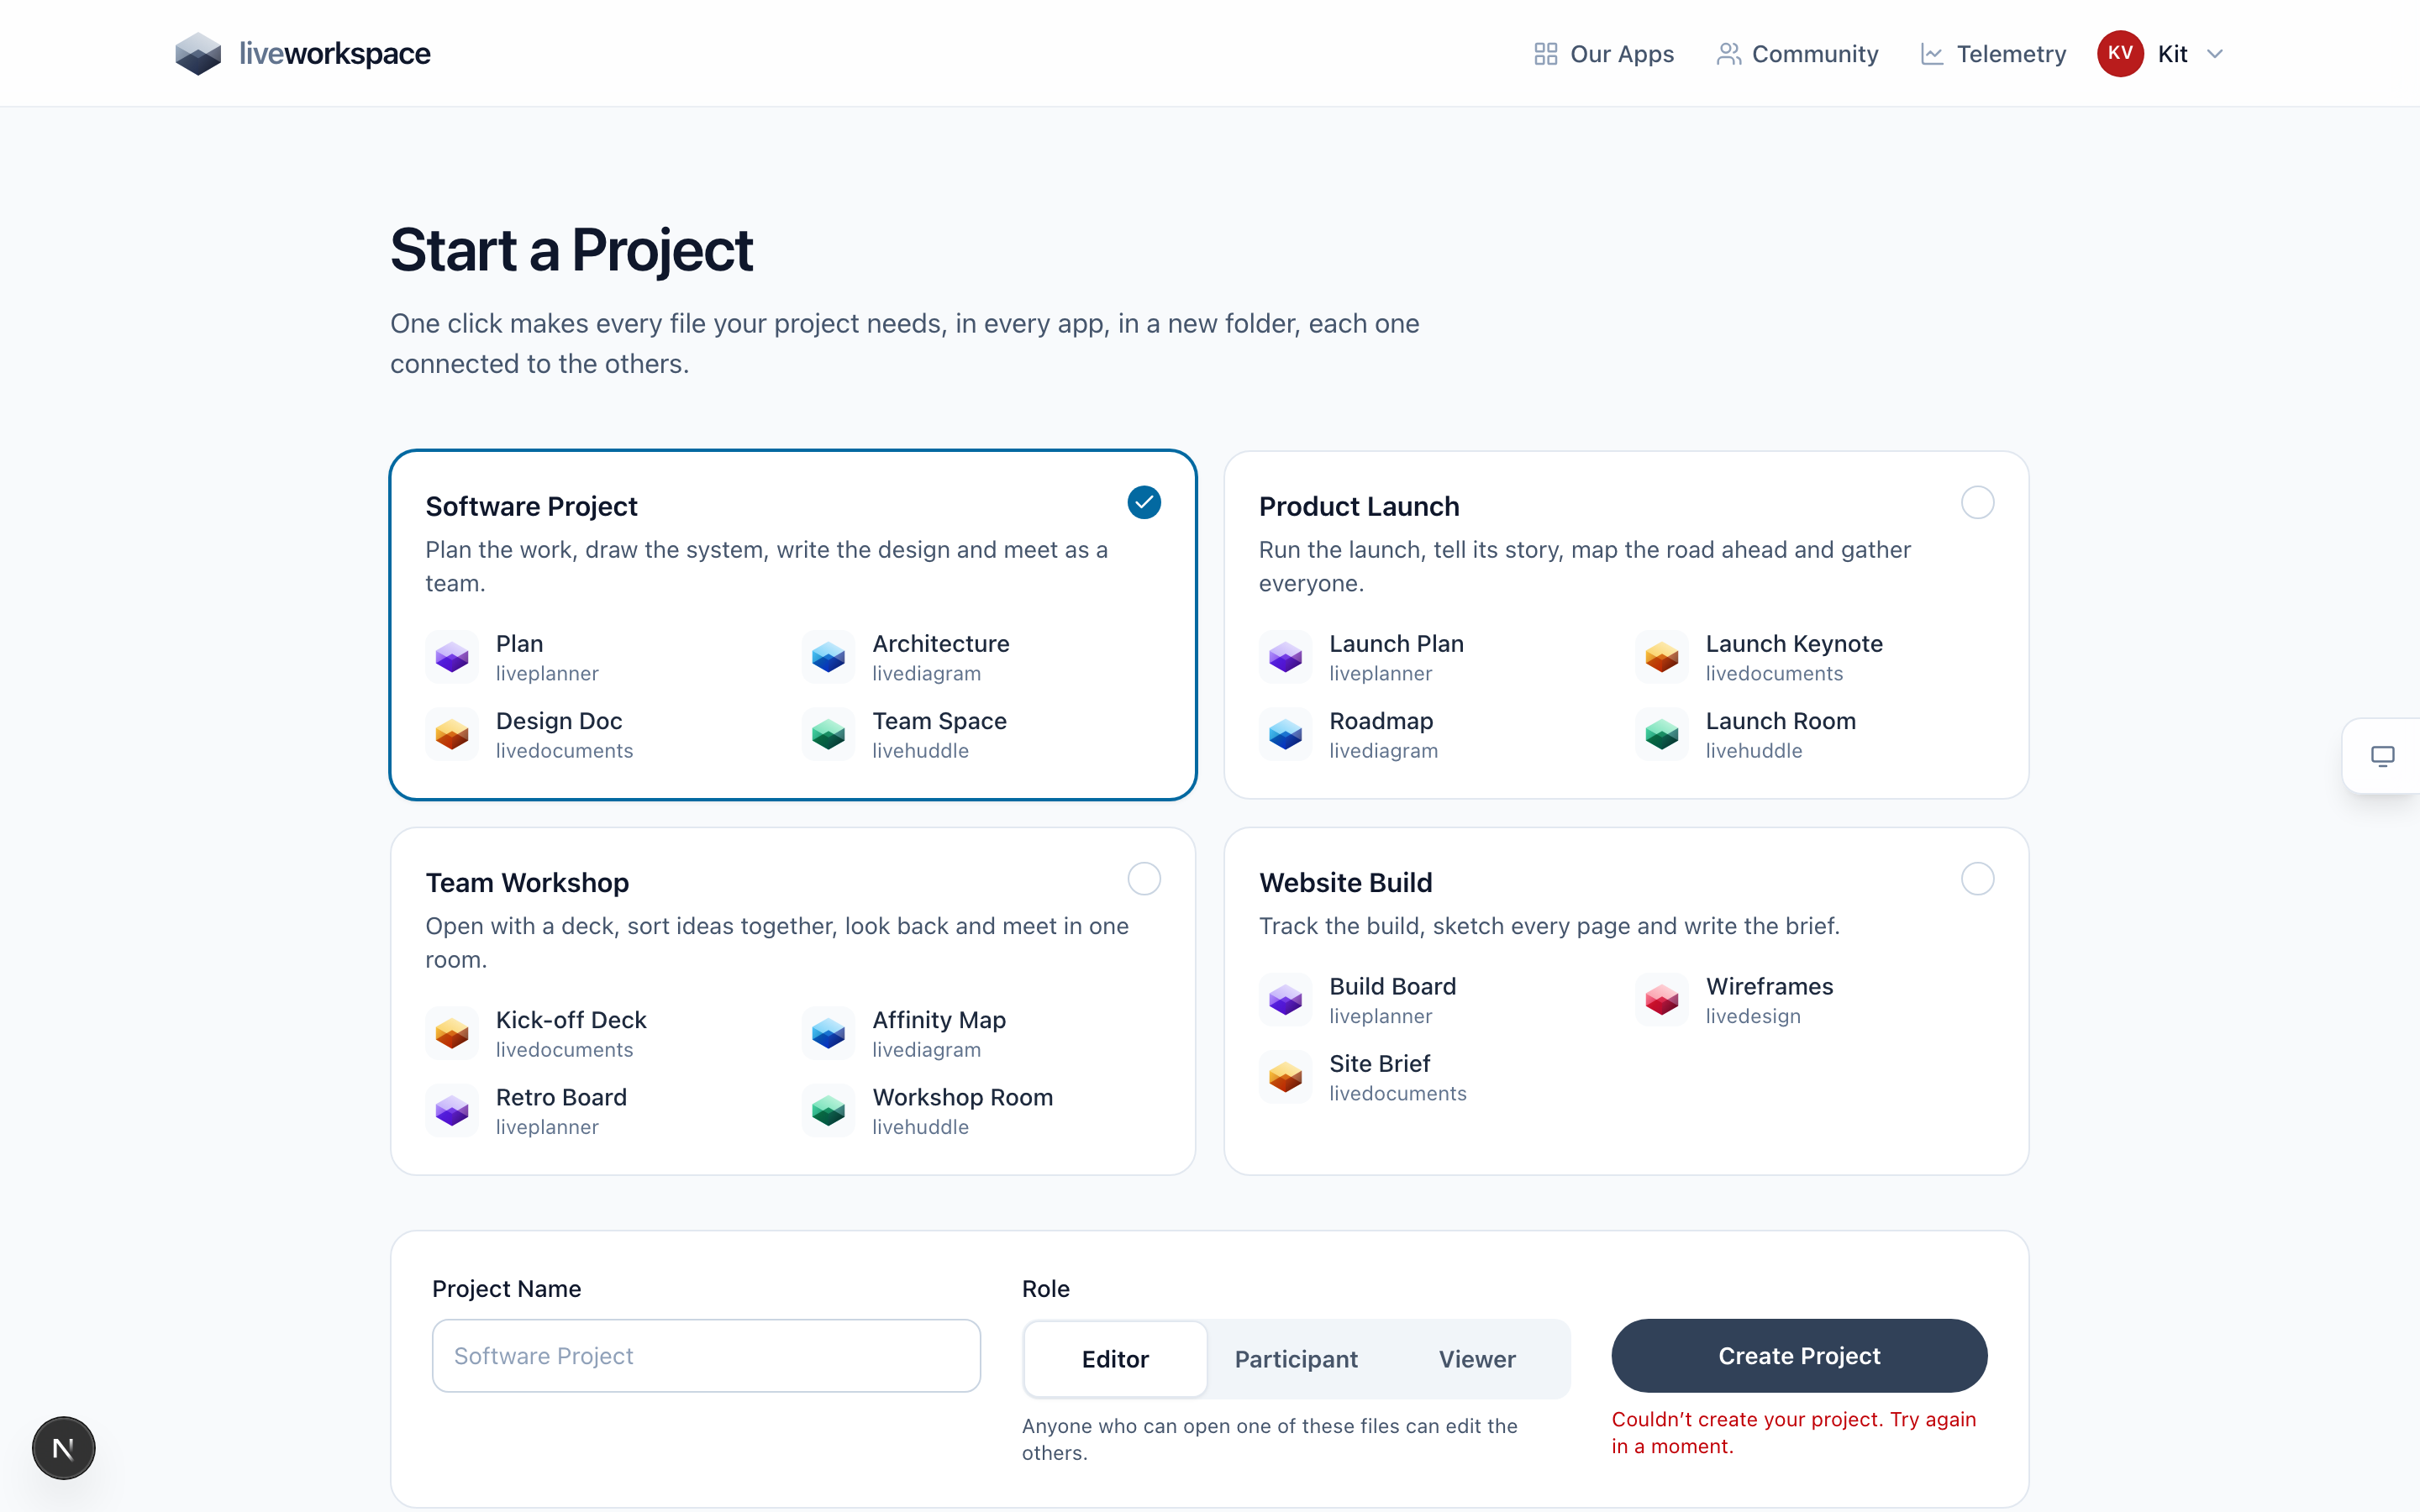 liveworkspace
Our Apps
Community
Telemetry
KV
Kit
Start a Project
One click makes every file your project needs, in every app, in a new folder, each one
connected to the others.
Software Project
Plan the work, draw the system, write the design and meet as a
team.
Plan
liveplanner
Architecture
livediagram
Design Doc
livedocuments
Team Space
livehuddle
Product Launch
Run the launch, tell its story, map the road ahead and gather
everyone.
Launch Plan
liveplanner
Launch Keynote
livedocuments
Roadmap
livediagram
Launch Room
livehuddle
Team Workshop
Open with a deck, sort ideas together, look back and meet in one
room.
Kick-off Deck
livedocuments
Affinity Map
livediagram
Retro Board
liveplanner
Workshop Room
livehuddle
Website Build
Track the build, sketch every page and write the brief.
Build Board
liveplanner
Wireframes
livedesign
Site Brief
livedocuments
Project Name
Software Project
Role
Editor
Participant
Viewer
Anyone who can open one of these files can edit the
others.
Create Project
Couldn’t create your project. Try again
in a moment.
N